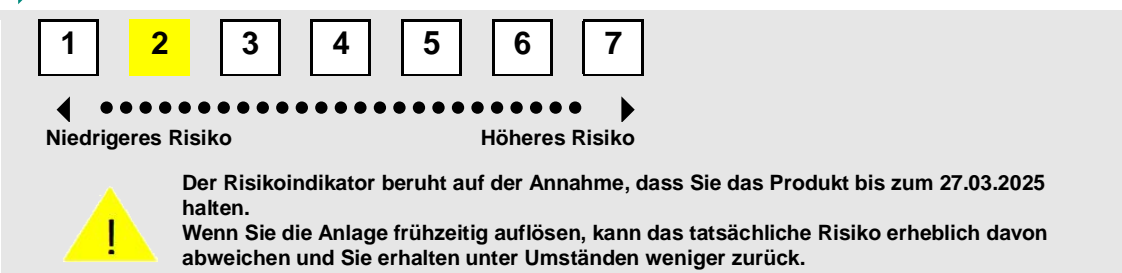 1 2 3 4 5 6 7
Niedrigeres Risiko Höheres Risiko
Der Risikoindikator beruht auf der Annahme, dass Sie das Produkt bis zum 27.03.2025
halten.
Wenn Sie die Anlage frühzeitig auflösen, kann das tatsächliche Risiko erheblich davon
abweichen und Sie erhalten unter Umständen weniger zurück.
!